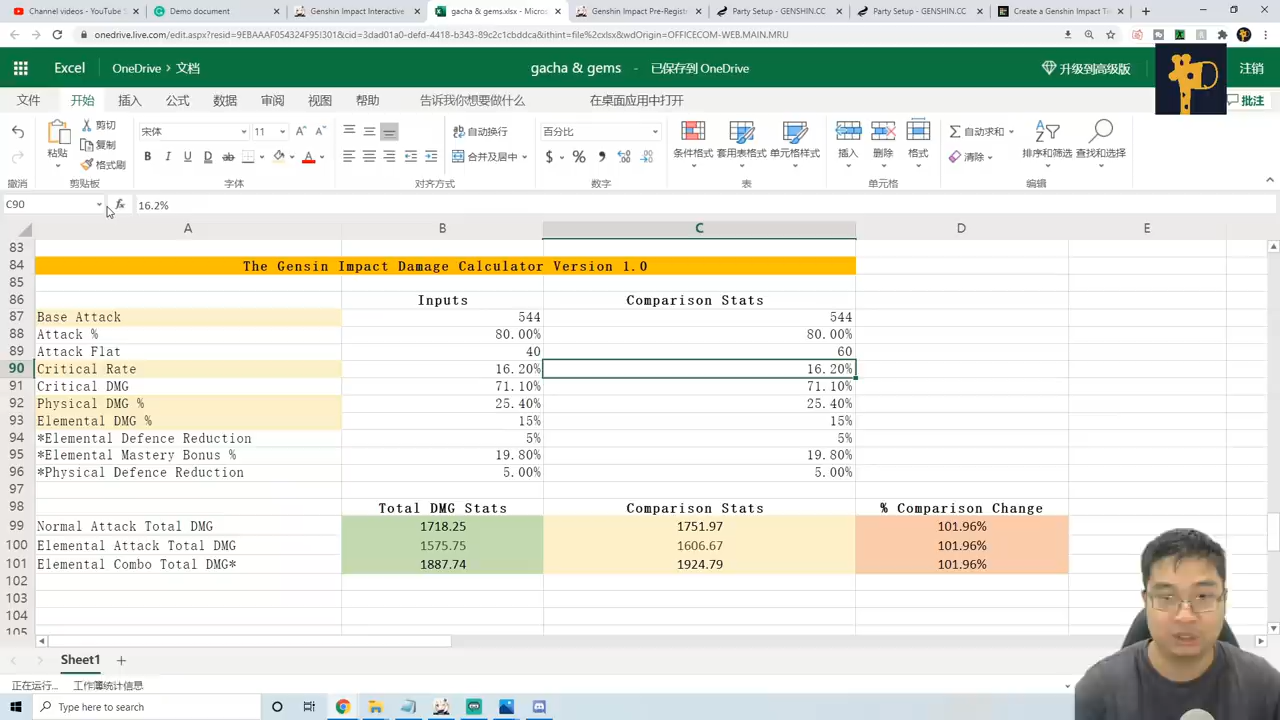 Channel videos - YouTube S
Demo document
Genshin Impact Interactive
gacha & gems.xlsx - Micros
Genshin Impact Pre-Registr
Party Setup - GENSHIN.CC
Party Setup - GENSHIN.CC
Create a Genshin Impact Ti
onedrive.live.com/edit.aspx?resid=9EBAAAF054324F95!301&cid=3dad01a0-defd-4418-b343-89c2c1cbddca&ithint=file%2cxlsx&wdOrigin=OFFICECOM-WEB.MAIN.MRU
Excel OneDrive > 文档 gacha & gems - 已保存到 OneDrive 升级到高级版 注销
文件 开始 插入 公式 数据 审阅 视图 帮助 告诉我你想要做什么 在桌面应用中打开 批注
粘贴 剪切 宋体 11 自动换行 百分比 条件格式 套用表格格式 单元格样式 插入 删除 格式 自动求和 排序和筛选 查找和选择
复制
格式刷 B I U D ab A 合并及居中 $ % 清除
撤消 剪贴板 字体 对齐方式 数字 表 单元格 编辑
C90 fx 16.2%
A B C D E
83
84 The Gensin Impact Damage Calculator Version 1.0
85
86 Inputs Comparison Stats
87 Base Attack 544 544
88 Attack % 80.00% 80.00%
89 Attack Flat 40 60
90 Critical Rate 16.20% 16.20%
91 Critical DMG 71.10% 71.10%
92 Physical DMG % 25.40% 25.40%
93 Elemental DMG % 15% 15%
94 *Elemental Defence Reduction 5% 5%
95 *Elemental Mastery Bonus % 19.80% 19.80%
96 *Physical Defence Reduction 5.00% 5.00%
97
98 Total DMG Stats Comparison Stats % Comparison Change
99 Normal Attack Total DMG 1718.25 1751.97 101.96%
100 Elemental Attack Total DMG 1575.75 1606.67 101.96%
101 Elemental Combo Total DMG* 1887.74 1924.79 101.96%
102
103
104
105
Sheet1
正在运行... 工作簿统计信息
Type here to search